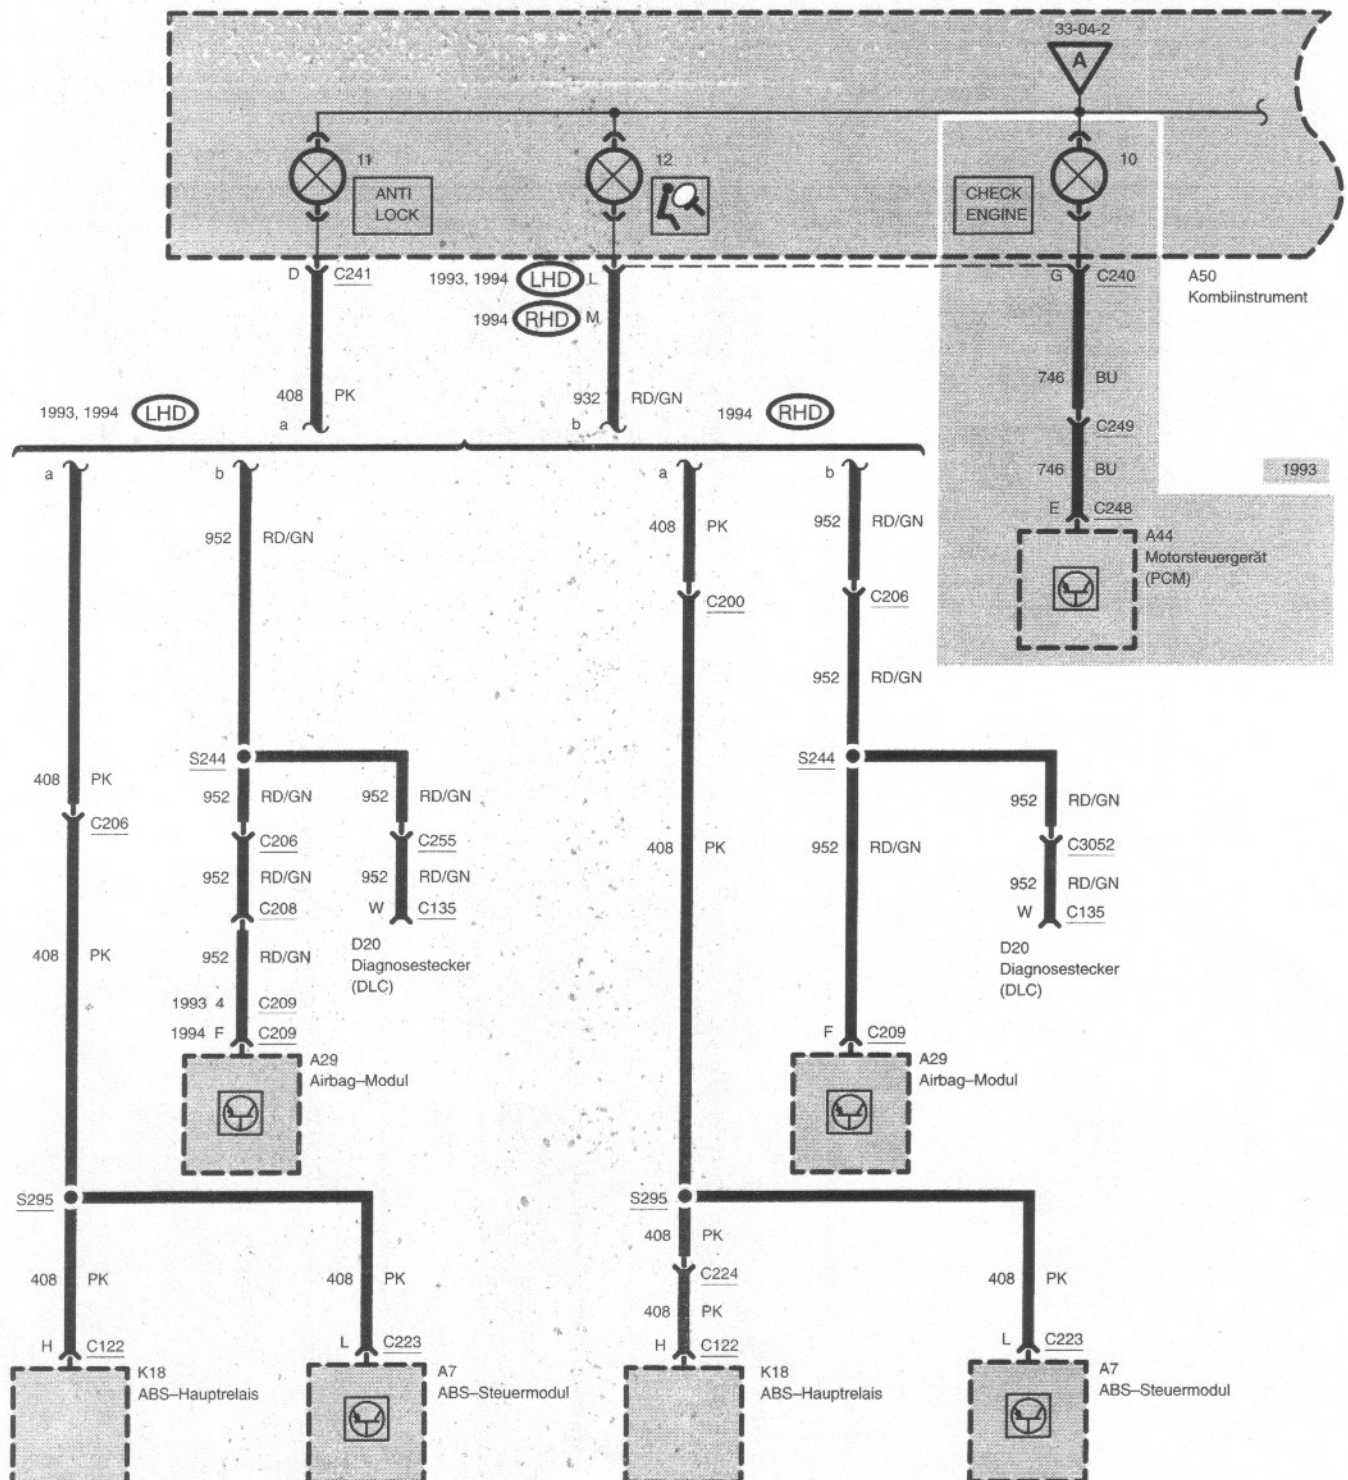 33-04-2
A
11
12
10
ANTI
LOCK
CHECK
ENGINE
D C241
1993, 1994 LHD L
G C240
A50
Kombiinstrument
1994 RHD M
746 BU
408 PK
932 RD/GN
1993, 1994 LHD
1994 RHD
a
b
C249
a
b
a
b
746 BU
1993
E C248
952 RD/GN
408 PK
952 RD/GN
A44
Motorsteuergerät
(PCM)
C200
C206
952 RD/GN
S244
S244
408 PK
952 RD/GN
952 RD/GN
952 RD/GN
C206
C206
C255
408 PK
952 RD/GN
C3052
952 RD/GN
952 RD/GN
952 RD/GN
C208
W C135
W C135
408 PK
952 RD/GN
D20
Diagnosestecker
(DLC)
D20
Diagnosestecker
(DLC)
1993 4 C209
1994 F C209
F C209
A29
Airbag–Modul
A29
Airbag–Modul
S295
S295
408 PK
408 PK
408 PK
C224
408 PK
408 PK
H C122
L C223
H C122
L C223
K18
ABS–Hauptrelais
A7
ABS–Steuermodul
K18
ABS–Hauptrelais
A7
ABS–Steuermodul